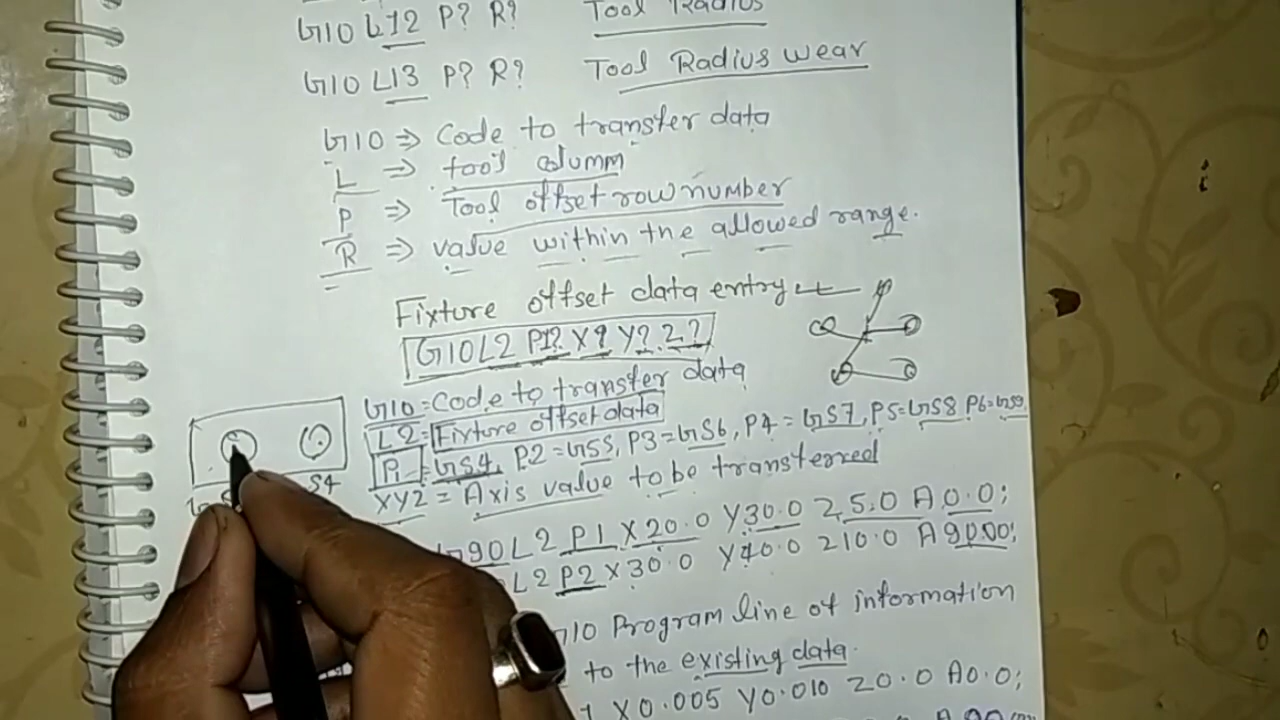 G10 L12 P? R? Tool Radius
G10 L13 P? R? Tool Radius wear
G10 ⇒ Code to transfer data
L ⇒ tool column
P ⇒ Tool offset row number
R ⇒ value within the allowed range.
Fixture offset data entry
G10L2 P1? X? Y? Z?
G10 = Code to transfer data
L2 = Fixture offset data
P1 = G54, P2 = G55, P3 = G56, P4 = G57, P5 = G58 P6 = G59
XYZ = Axis value to be transferred
54
G90L2 P1 X20.0 Y30.0 Z5.0 A0.0;
L2 P2 X30.0 Y40.0 Z10.0 A90.00;
G10 Program line of information
to the existing data.
X0.005 Y0.010 Z0.0 A0.0;